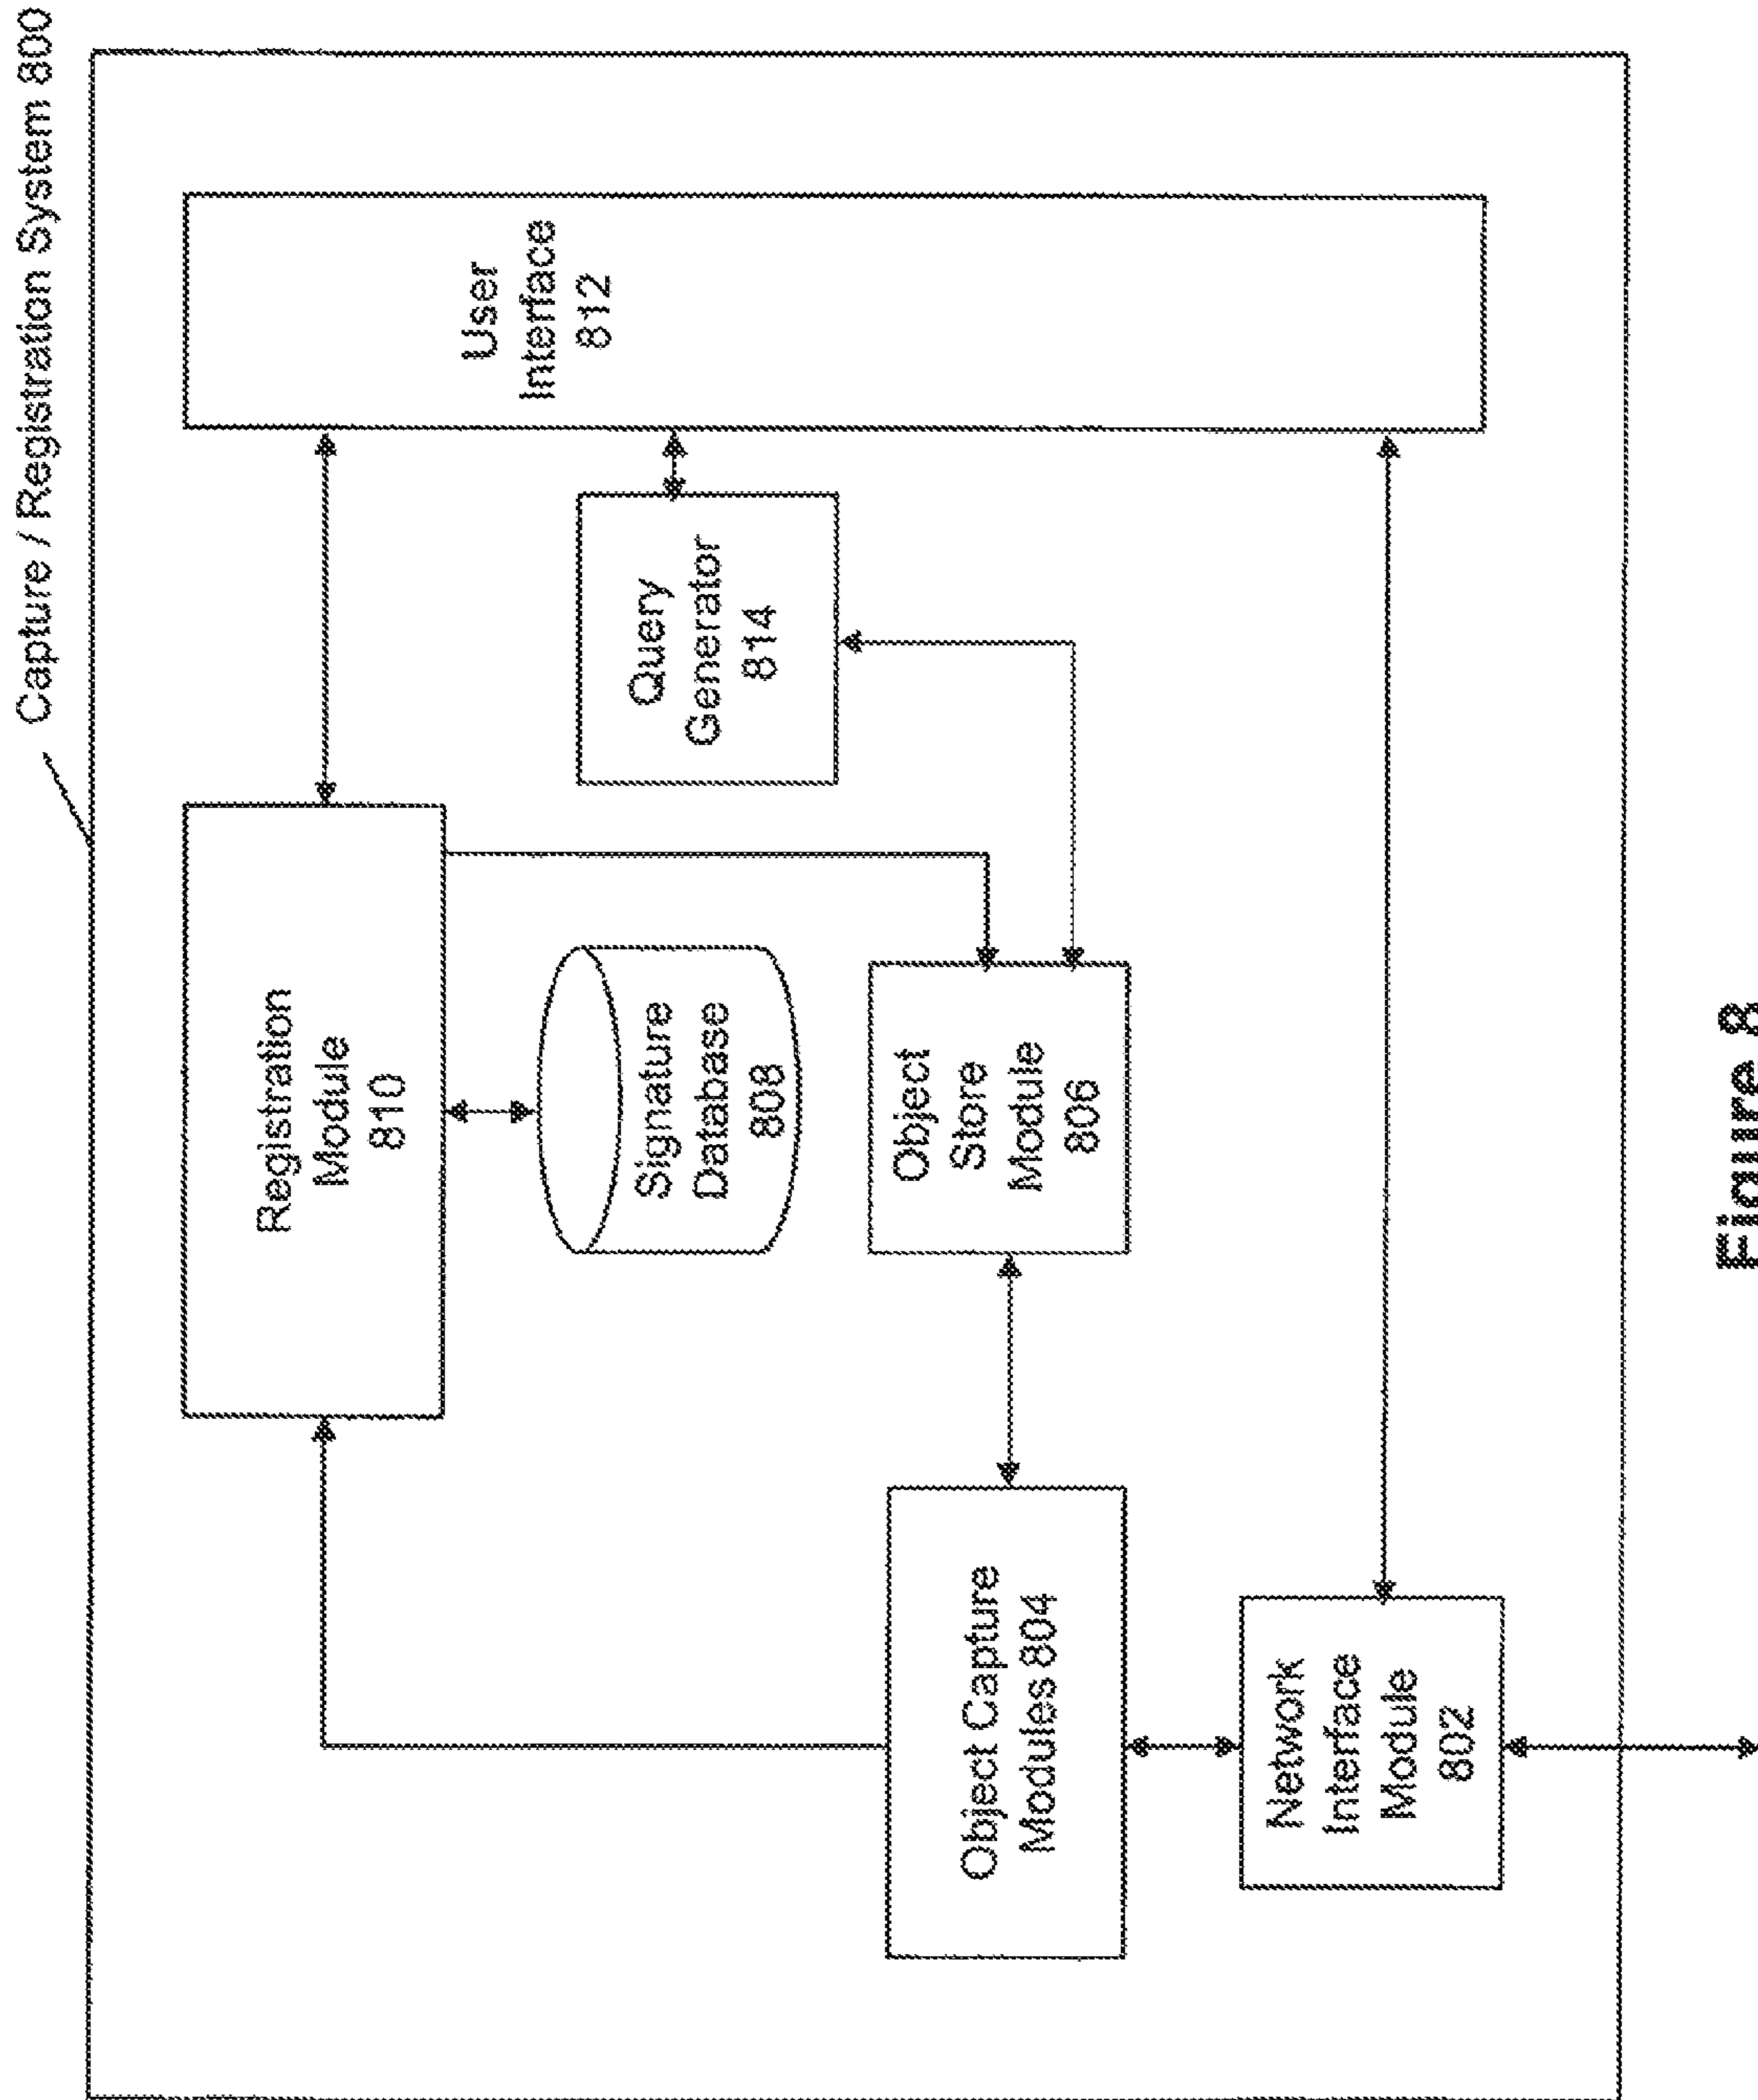 Capture / Registration System 800
Registration
Module
810
User
Interface
812
Query
Generator
814
Signature
Database
808
Object
Store
Module
806
Object Capture
Modules 804
Network
Interface
Module
802
Figure 8